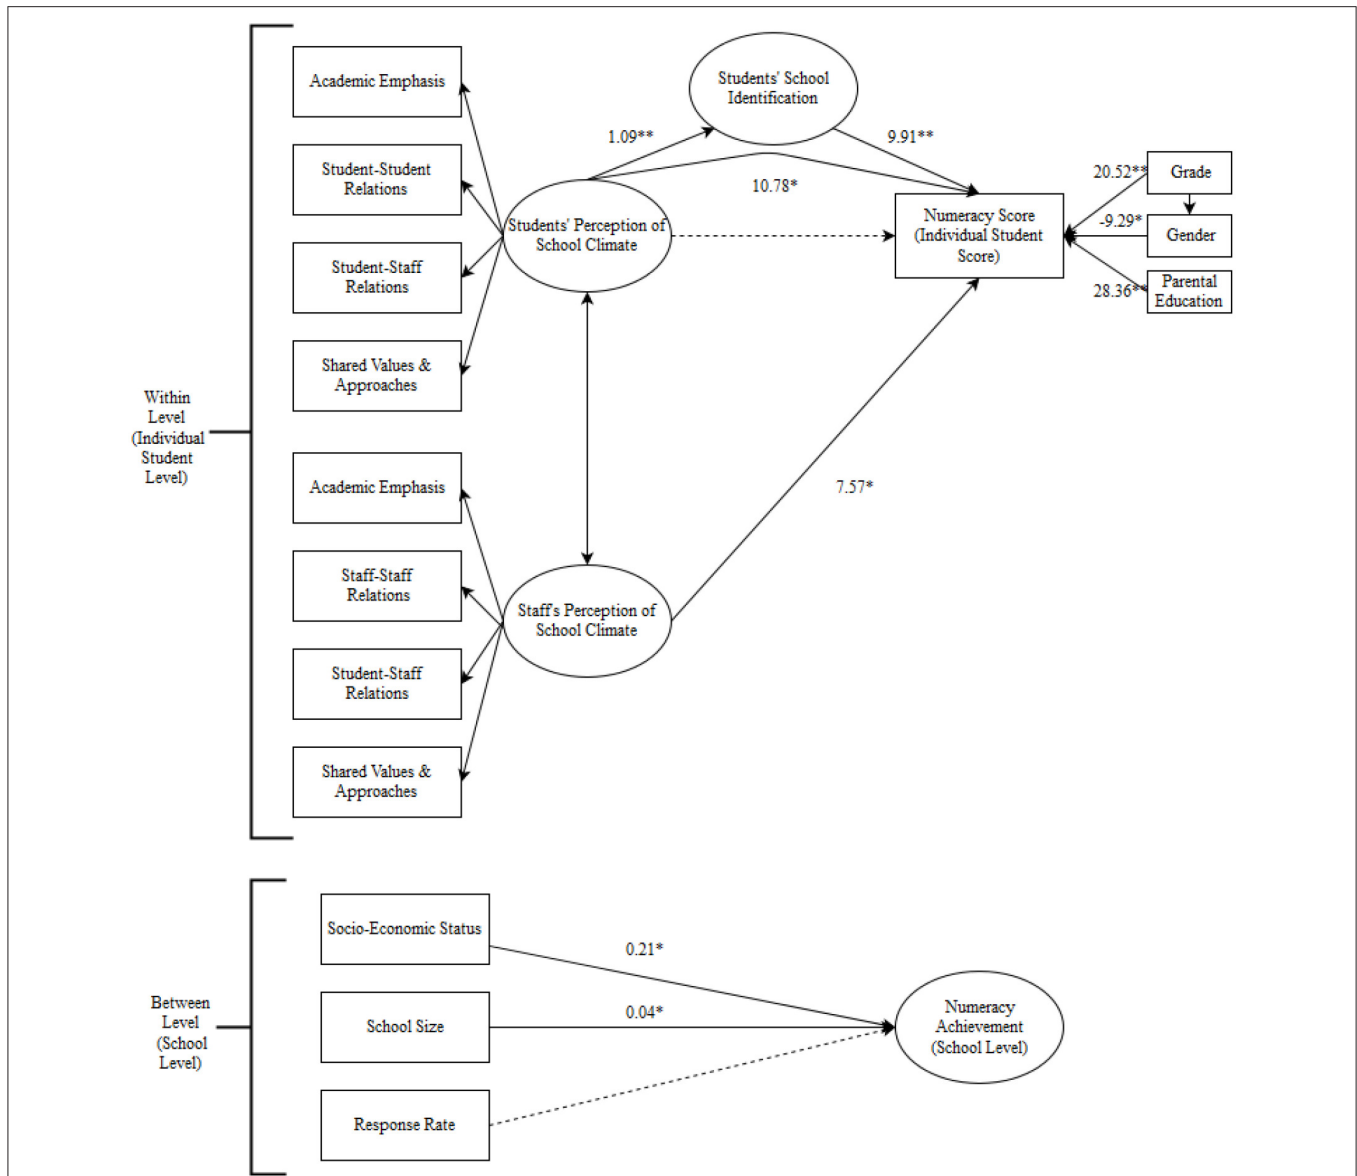 Academic Emphasis
Student-Student
Relations
Student-Staff
Relations
Shared Values &
Approaches
Students' School
Identification
1.09**
9.91**
10.78*
Students' Perception of
School Climate
Numeracy Score
(Individual Student
Score)
20.52**
Grade
-9.29*
Gender
28.36**
Parental
Education
Within
Level
(Individual
Student
Level)
Academic Emphasis
Staff-Staff
Relations
Student-Staff
Relations
Shared Values &
Approaches
Staff's Perception of
School Climate
7.57*
Between
Level
(School
Level)
Socio-Economic Status
School Size
Response Rate
0.21*
0.04*
Numeracy
Achievement
(School Level)